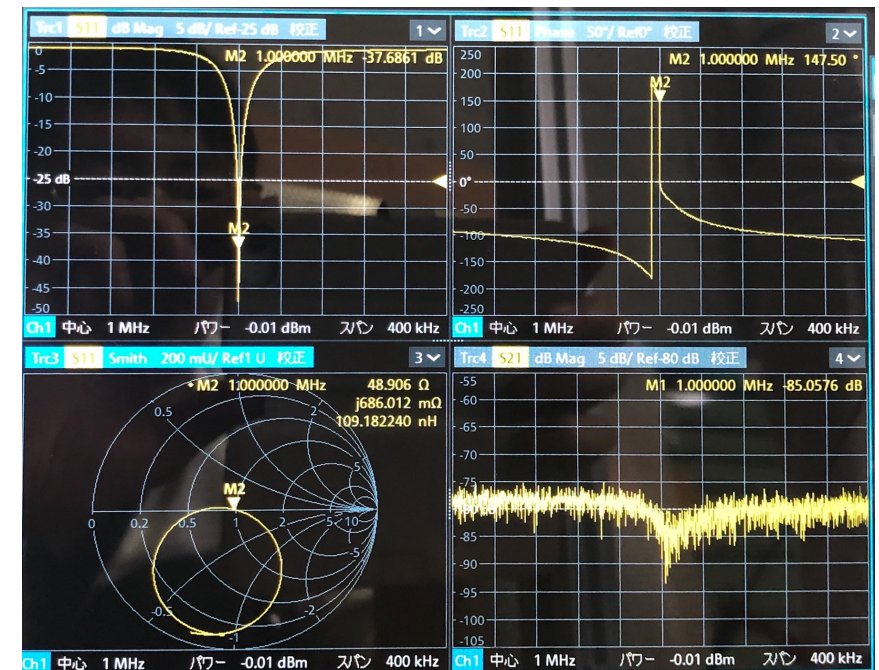 Trc1 S11 dB Mag 5 dB/ Ref-25 dB 校正 1
M2 1.000000 MHz -37.6861 dB
0
-5
-10
-15
-20
-25 dB
-30
-35
-40
-45
-50
M2
Ch1 中心 1 MHz パワー -0.01 dBm スパン 400 kHz
Trc2 S11 Phase 50°/ Ref0° 校正 2
M2 1.000000 MHz 147.50 °
250
200
150
100
50
0°
-50
-100
-150
-200
-250
M2
Ch1 中心 1 MHz パワー -0.01 dBm スパン 400 kHz
Trc3 S11 Smith 200 mU/ Ref1 U 校正 3
M2 1.000000 MHz 48.906 Ω
j686.012 mΩ
109.182240 nH
0.5
2
5
M2
0 0.2 0.5 1 2 5 10
-5
-0.5
-2
-1
Ch1 中心 1 MHz パワー -0.01 dBm スパン 400 kHz
Trc4 S21 dB Mag 5 dB/ Ref-80 dB 校正 4
M1 1.000000 MHz -85.0576 dB
-55
-60
-65
-70
-75
-85
-90
-95
-100
-105
Ch1 中心 1 MHz パワー -0.01 dBm スパン 400 kHz